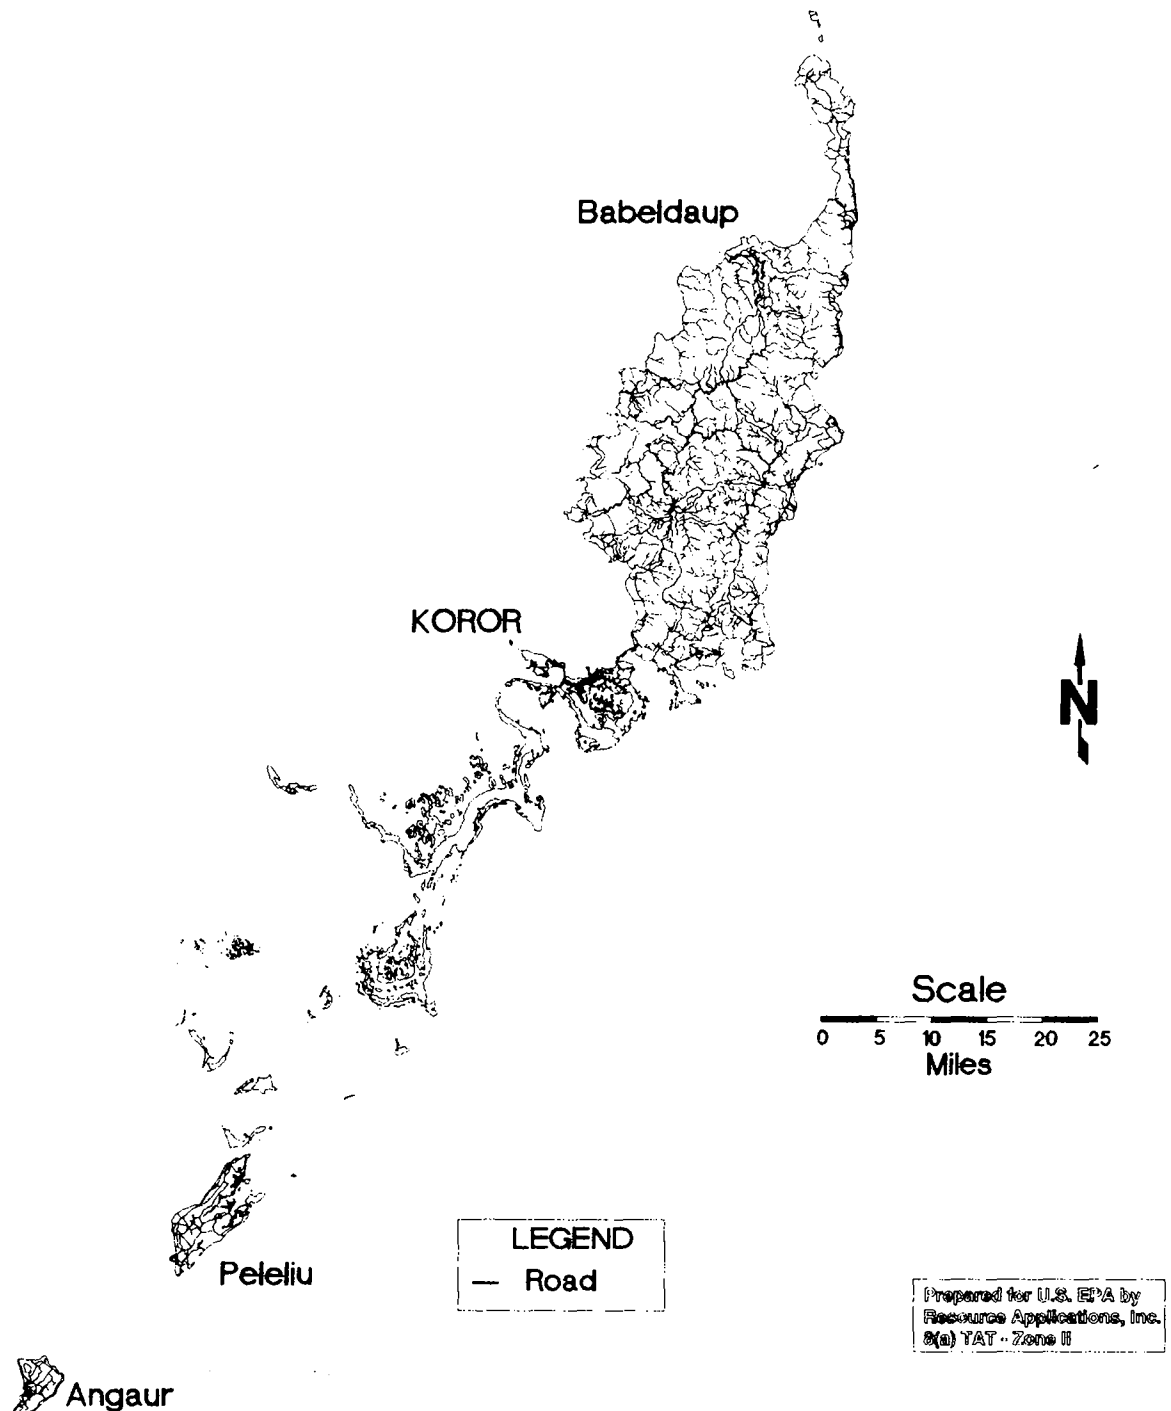 Babeldaup
KOROR
N
Scale
0 5 10 15 20 25
Miles
LEGEND
Road
Peleliu
Prepared for U.S. EPA by
Resource Applications, Inc.
8(a) TAT - Zone II
Angaur